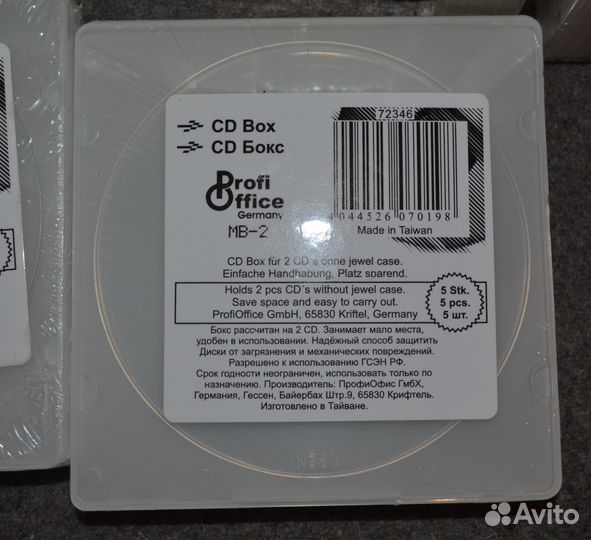 72346
CD Box
CD Бокс
Profi
Office
Germany
MB-2
044526 070198
Made in Taiwan
CD Box für 2 CD's ohne jewel case.
Einfache Handhabung, Platz sparend.
Holds 2 pcs CD's without jewel case.
Save space and easy to carry out.
ProfiOffice GmbH, 65830 Kriftel, Germany
5 Stk.
5 pcs.
5 шт.
Бокс рассчитан на 2 CD. Занимает мало места,
удобен в использовании. Надёжный способ защитить
Диски от загрязнения и механических повреждений.
Разрешено к использованию ГСЭН РФ.
Срок годности неограничен, использовать только по
назначению. Производитель: ПрофиОфис ГмбХ,
Германия, Гессен, Байербах Штр.9, 65830 Крифтель.
Изготовлено в Тайване.
OPEN
Avito